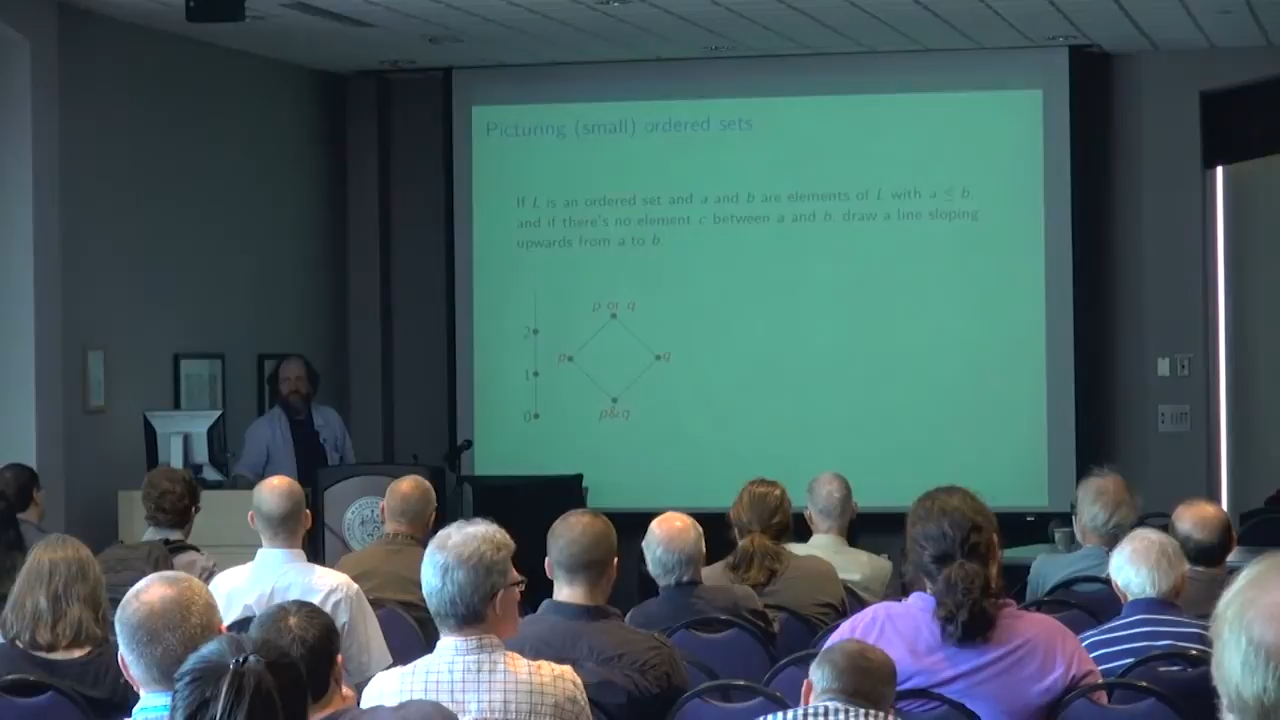 Picturing (small) ordered sets
If L is an ordered set and a and b are elements of L with a ≤ b,
and if there's no element c between a and b, draw a line sloping
upwards from a to b.
p or q
2
p
q
1
0
p&q